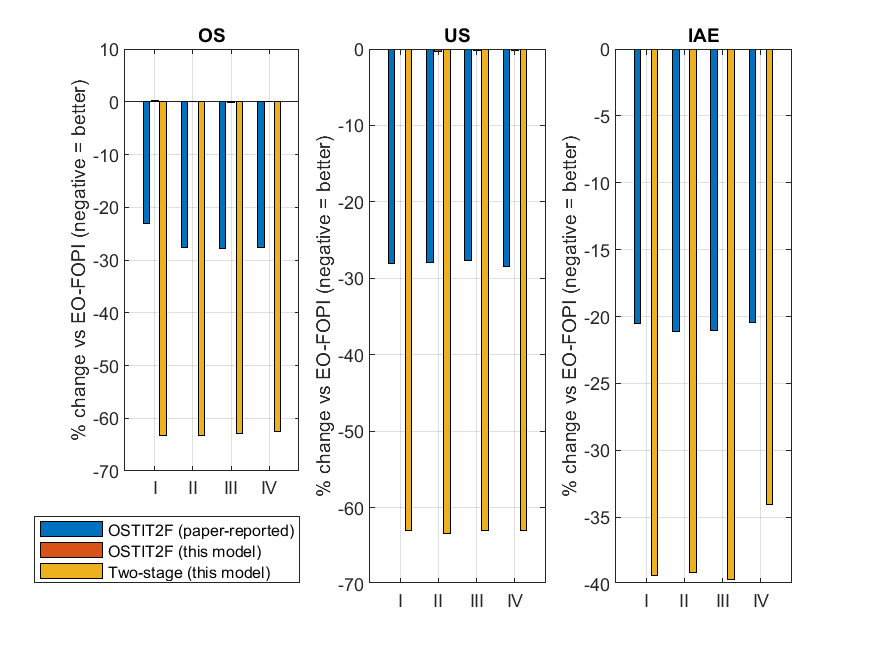 OS
% change vs EO-FOPI (negative = better)
10
0
-10
-20
-30
-40
-50
-60
-70
I II III IV
US
% change vs EO-FOPI (negative = better)
0
-10
-20
-30
-40
-50
-60
-70
I II III IV
IAE
% change vs EO-FOPI (negative = better)
0
-5
-10
-15
-20
-25
-30
-35
-40
I II III IV
OSTIT2F (paper-reported)
OSTIT2F (this model)
Two-stage (this model)